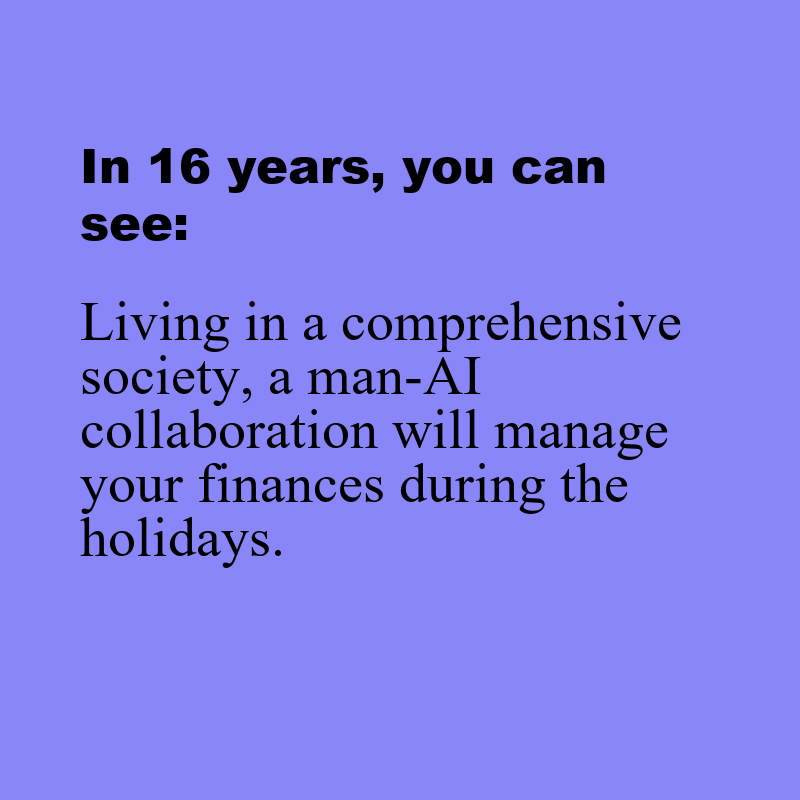 In 16 years, you can
see:
Living in a comprehensive
society, a man-AI
collaboration will manage
your finances during the
holidays.